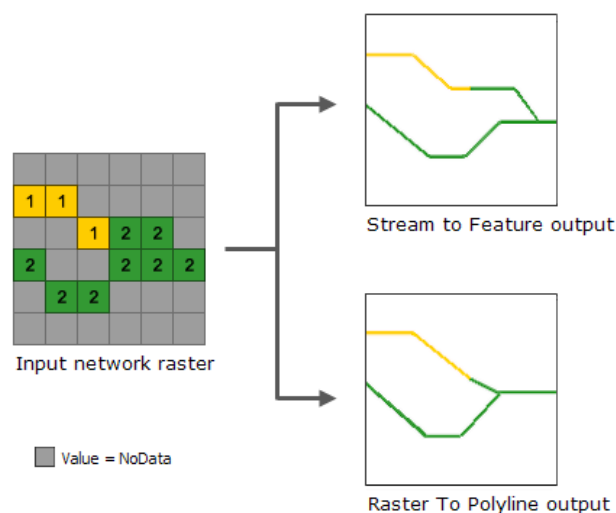 Stream to Feature output
1 1
1 2 2
2 2 2 2
2 2
Input network raster
Value = NoData
Raster To Polyline output